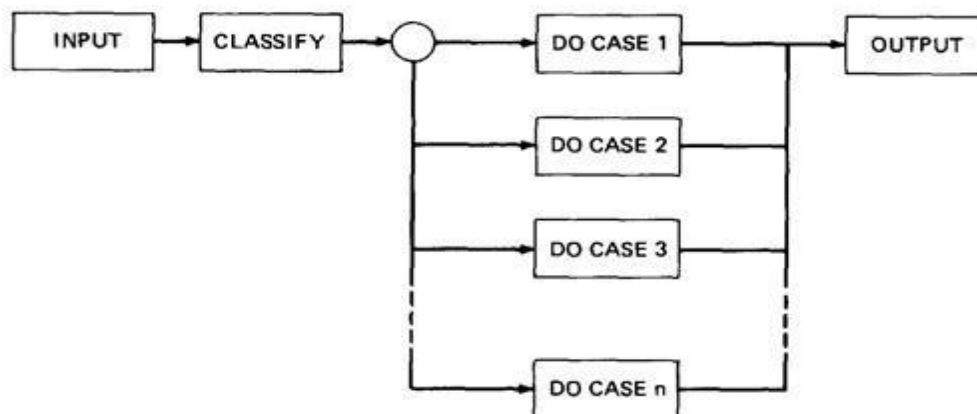 INPUT
CLASSIFY
DO CASE 1
OUTPUT
DO CASE 2
DO CASE 3
DO CASE n